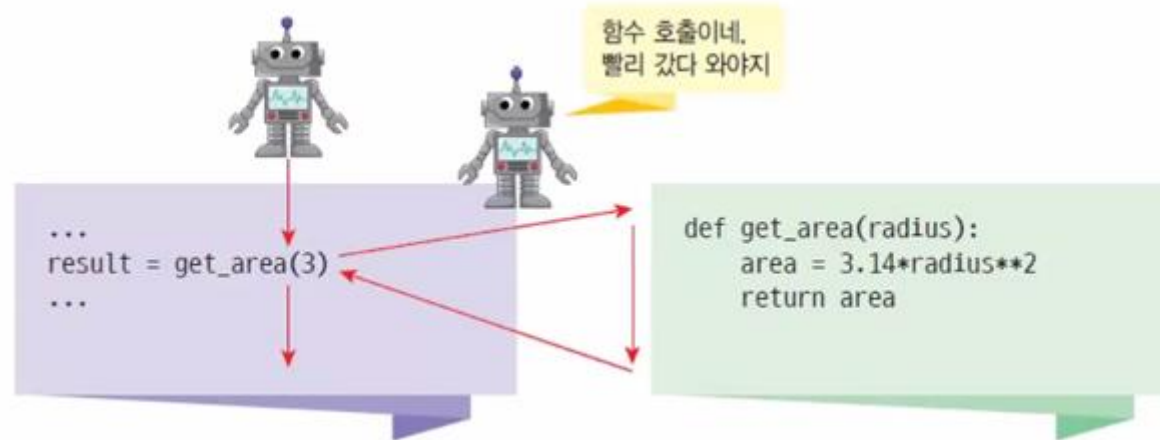 함수 호출이네,
빨리 갔다 와야지
...
result = get_area(3)
...
def get_area(radius):
    area = 3.14*radius**2
    return area